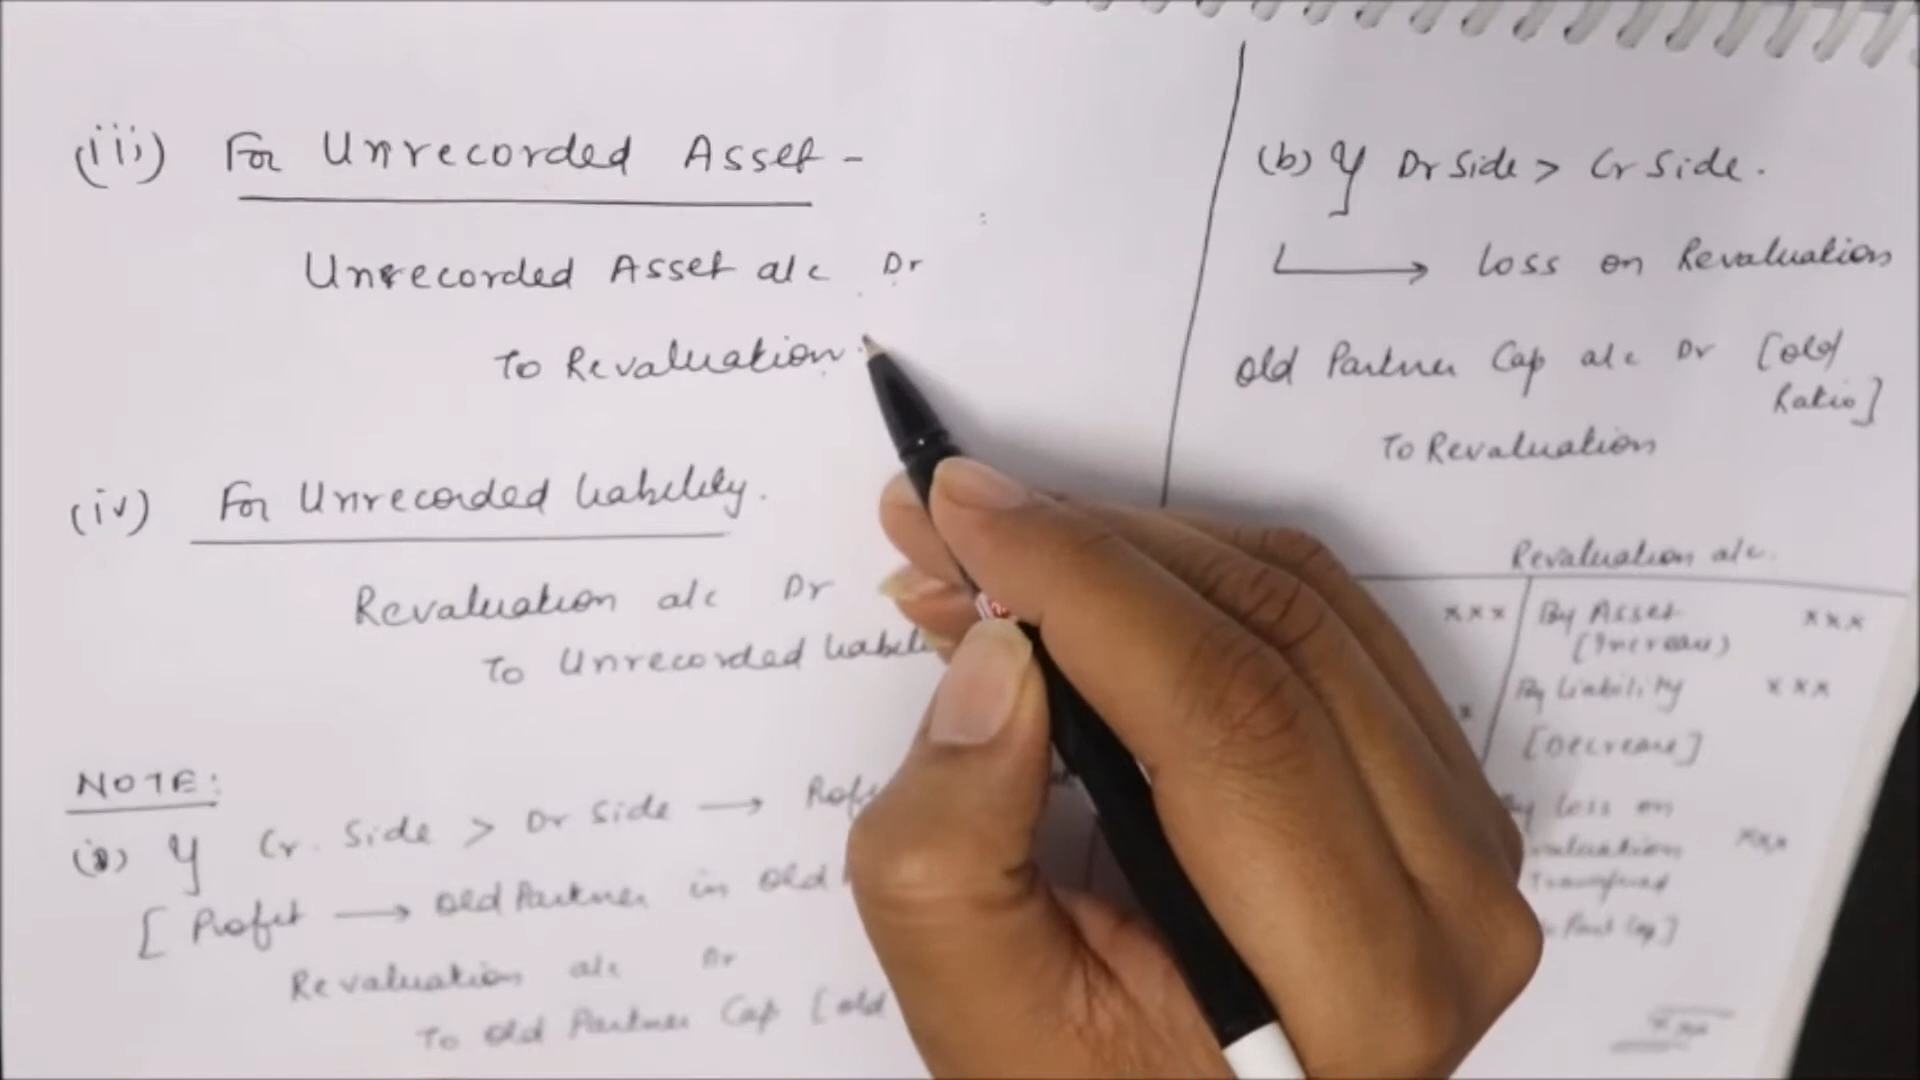 (iii) For Unrecorded Asset -
Unrecorded Asset a/c Dr
To Revaluation
(iv) For Unrecorded liability.
Revaluation a/c Dr
To Unrecorded
NOTE:
If Cr. Side > Dr Side →
[ Profit → Old Partner in Old
Revaluation a/c Dr
To Old Partner Cap [old
(b) If Dr Side > Cr Side.
→ Loss on Revaluation
Old Partner Cap a/c Dr [old
Ratio]
To Revaluation
Revaluation a/c.
xxx By Asset xxx
(Increase)
By Liability xxx
x [Decrease]
loss on
xxx
Transferred
xxx